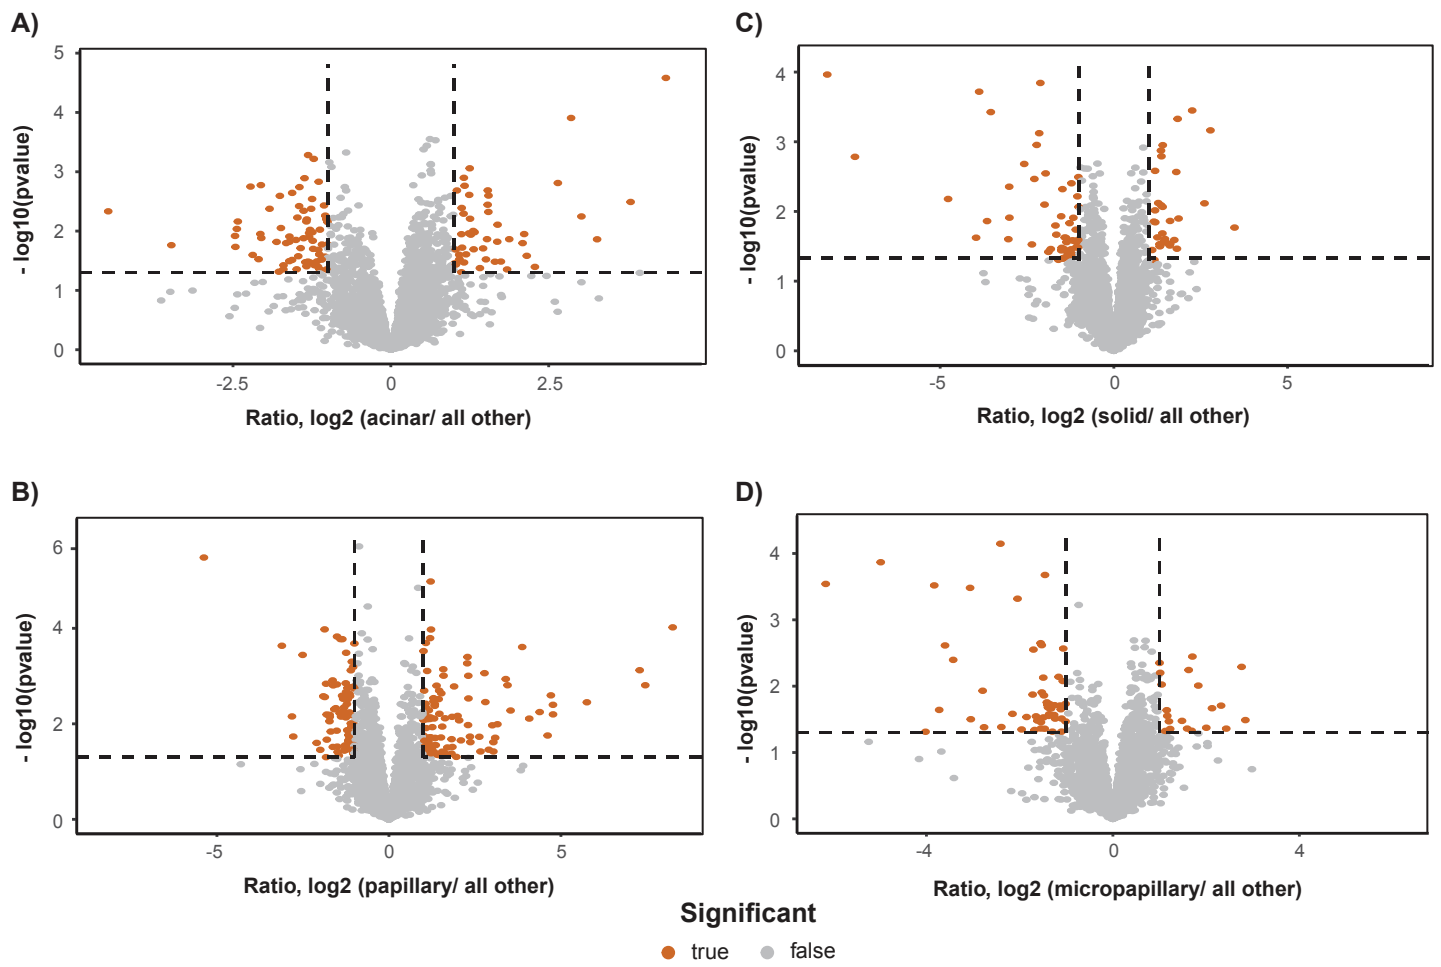 A)
5
4
3
2
1
0
- log10(pvalue)
-2.5
0
2.5
Ratio, log2 (acinar/ all other)
C)
4
3
2
1
0
- log10(pvalue)
-5
0
5
Ratio, log2 (solid/ all other)
B)
6
4
2
0
- log10(pvalue)
-5
0
5
Ratio, log2 (papillary/ all other)
D)
4
3
2
1
0
- log10(pvalue)
-4
0
4
Ratio, log2 (micropapillary/ all other)
Significant
true
false